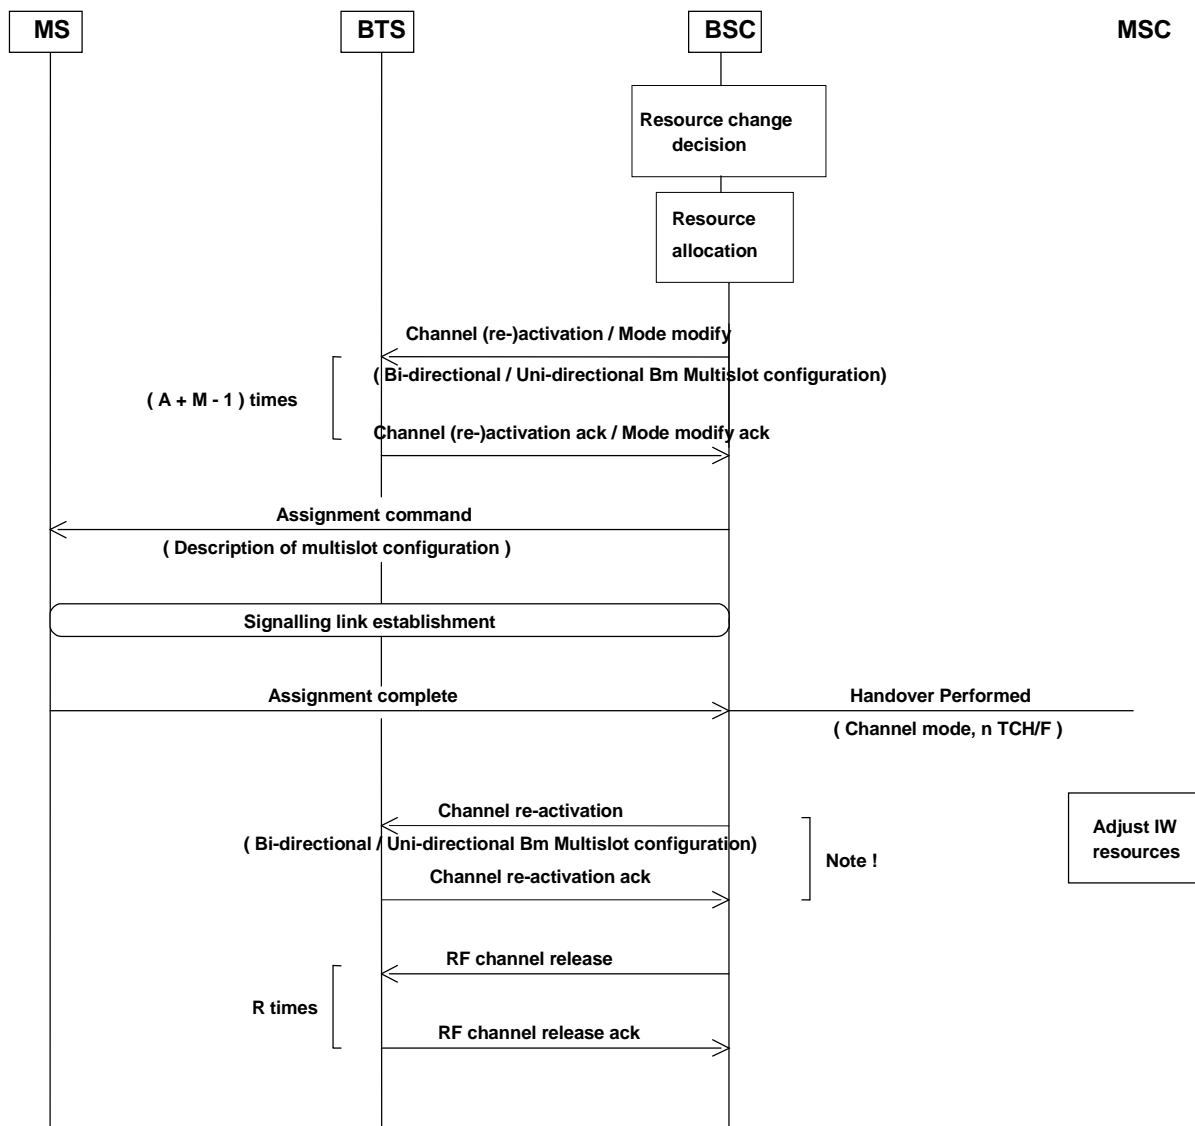 MS
BTS
BSC
MSC
Resource change
decision
Resource
allocation
Channel (re-)activation / Mode modify
( Bi-directional / Uni-directional Bm Multislot configuration)
( A + M - 1 ) times
Channel (re-)activation ack / Mode modify ack
Assignment command
( Description of multislot configuration )
Signalling link establishment
Assignment complete
Handover Performed
( Channel mode, n TCH/F )
Channel re-activation
( Bi-directional / Uni-directional Bm Multislot configuration)
Adjust IW
resources
Note !
Channel re-activation ack
RF channel release
R times
RF channel release ack